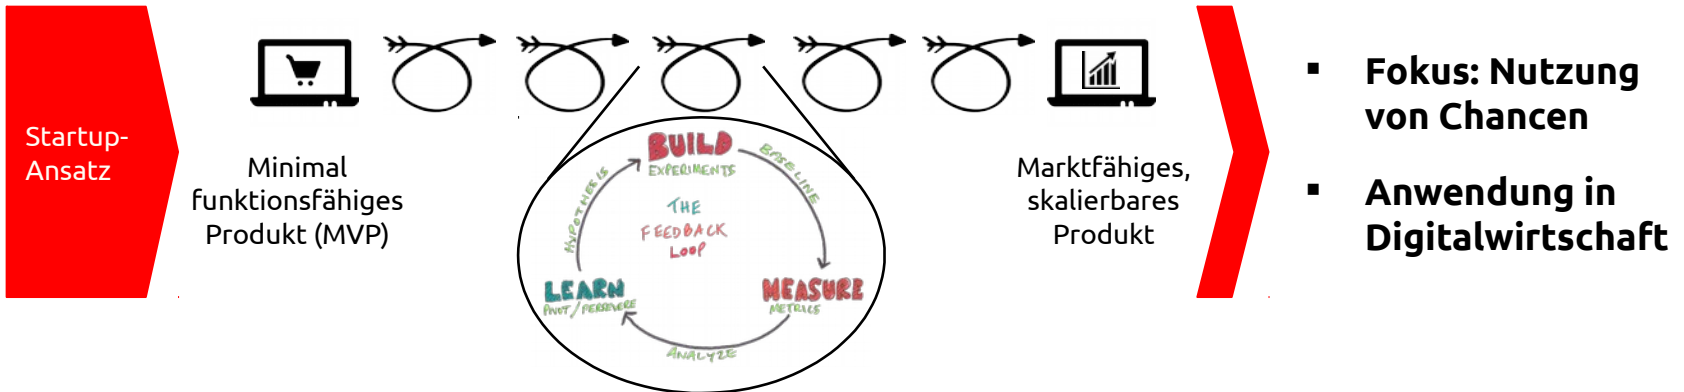 Startup-
Ansatz
Minimal
funktionsfähiges
Produkt (MVP)
BUILD
EXPERIMENTS
BASELINE
HYPOTHESIS
THE
FEEDBACK
LOOP
LEARN
PIVOT / PERSEVERE
MEASURE
METRICS
ANALYZE
Marktfähiges,
skalierbares
Produkt
▪ Fokus: Nutzung
von Chancen
▪ Anwendung in
Digitalwirtschaft